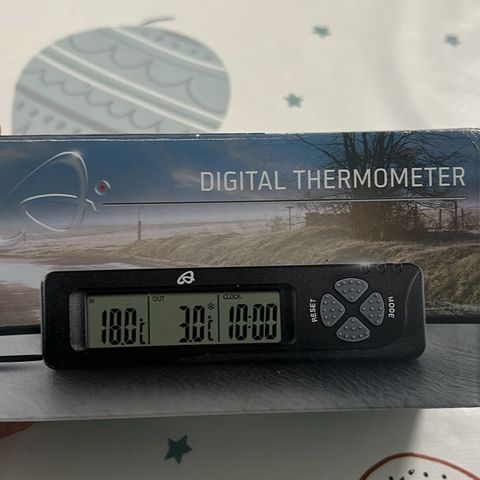 DIGITAL THERMOMETER
IN OUT CLOCK
18.0°C 3.0°C 10:00
RESET MODE